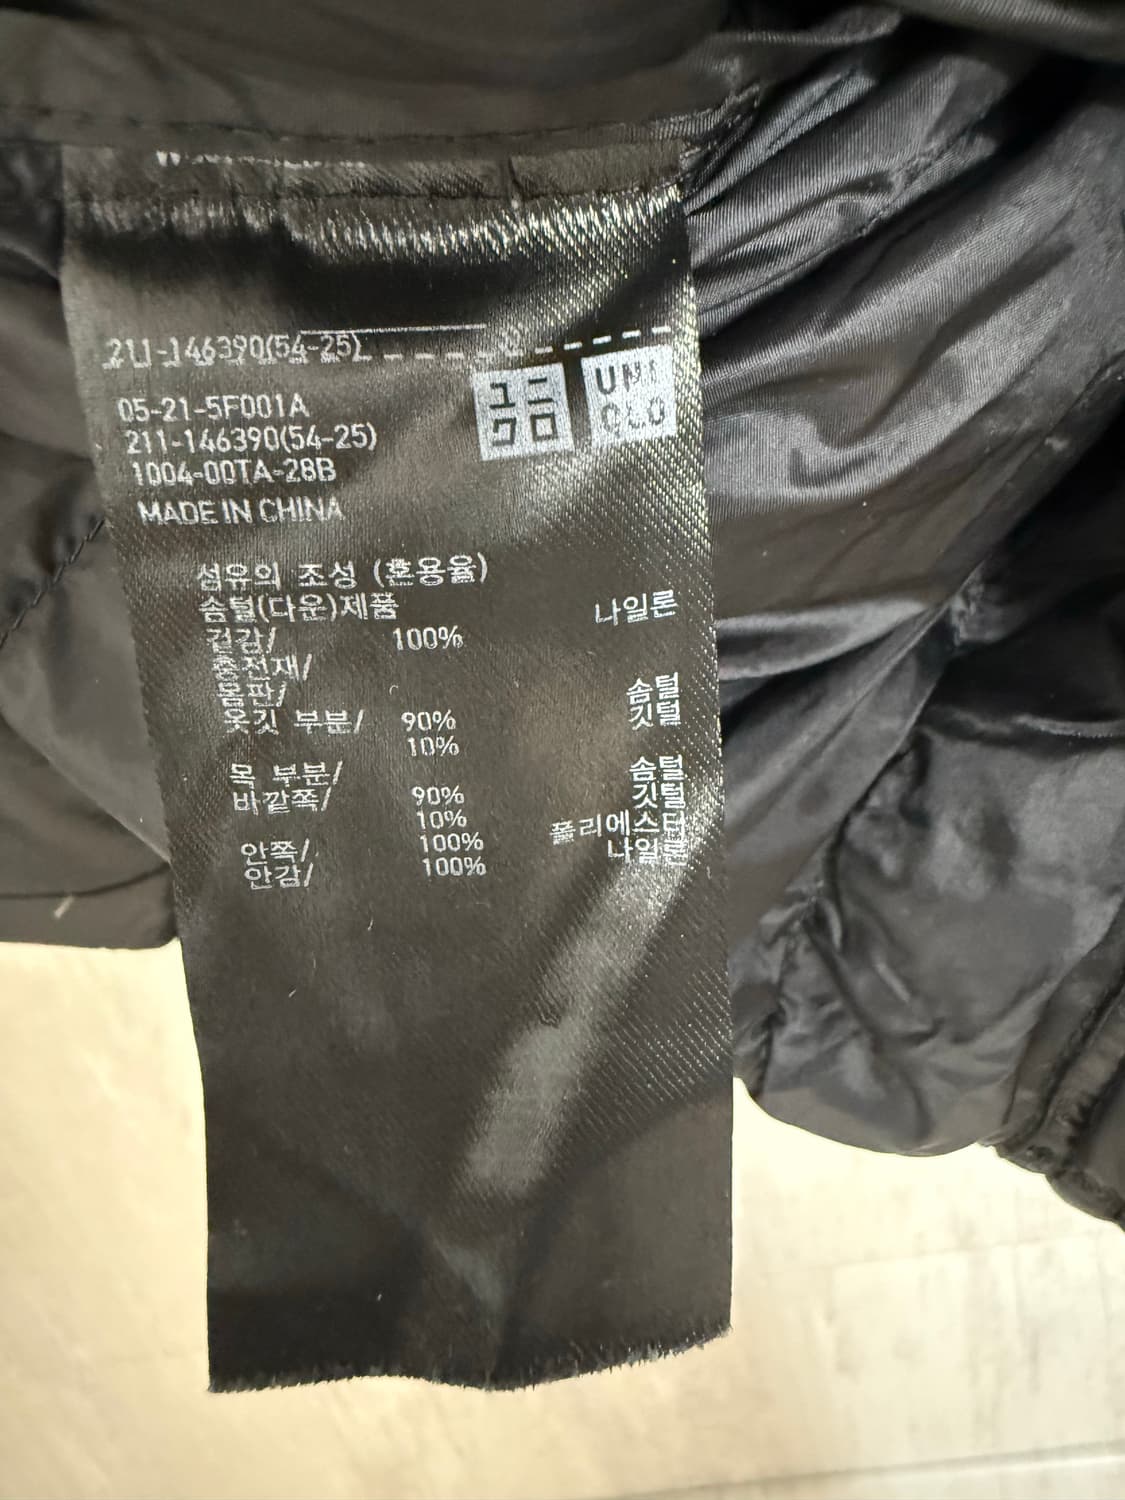 211-146390(54-25)
ユニ
クロ
UNI
QLO
05-21-5F001A
211-146390(54-25)
1004-00TA-28B
MADE IN CHINA
섬유의 조성 (혼용율)
솜털(다운)제품
겉감/ 100% 나일론
충전재/
몸판/
옷깃 부분/ 90% 솜털
10% 깃털
목 부분/
바깥쪽/ 90% 솜털
10% 깃털
안쪽/ 100% 폴리에스터
안감/ 100% 나일론